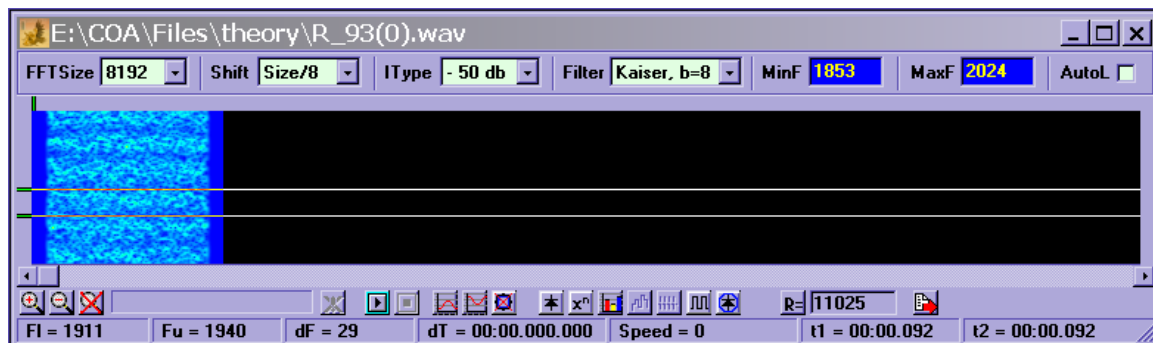 E:\COA\Files\theory\R_93(0).wav
FFTSize 8192 Shift Size/8 IType - 50 db Filter Kaiser, b=8 MinF 1853 MaxF 2024 AutoL
xⁿ R= 11025
Fl = 1911 Fu = 1940 dF = 29 dT = 00:00.000.000 Speed = 0 t1 = 00:00.092 t2 = 00:00.092